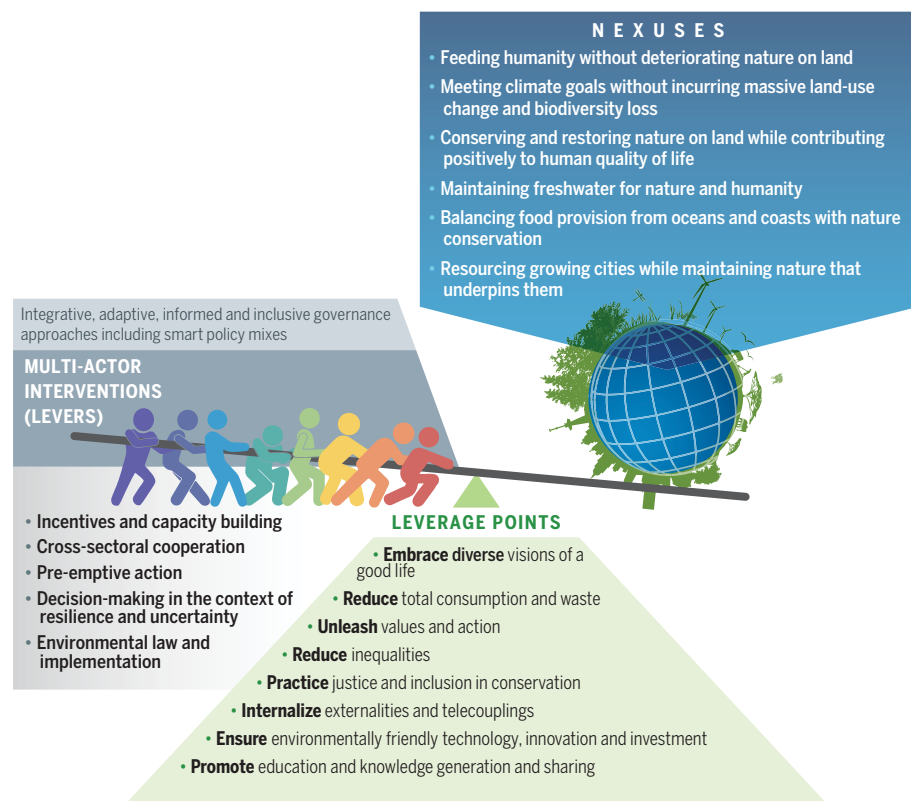 NEXUSES
• Feeding humanity without deteriorating nature on land
• Meeting climate goals without incurring massive land-use
change and biodiversity loss
• Conserving and restoring nature on land while contributing
positively to human quality of life
• Maintaining freshwater for nature and humanity
• Balancing food provision from oceans and coasts with nature
conservation
• Resourcing growing cities while maintaining nature that
underpins them
Integrative, adaptive, informed and inclusive governance
approaches including smart policy mixes
MULTI-ACTOR
INTERVENTIONS
(LEVERS)
• Incentives and capacity building
• Cross-sectoral cooperation
• Pre-emptive action
• Decision-making in the context of
resilience and uncertainty
• Environmental law and
implementation
LEVERAGE POINTS
• Embrace diverse visions of a
good life
• Reduce total consumption and waste
• Unleash values and action
• Reduce inequalities
• Practice justice and inclusion in conservation
• Internalize externalities and telecouplings
• Ensure environmentally friendly technology, innovation and investment
• Promote education and knowledge generation and sharing